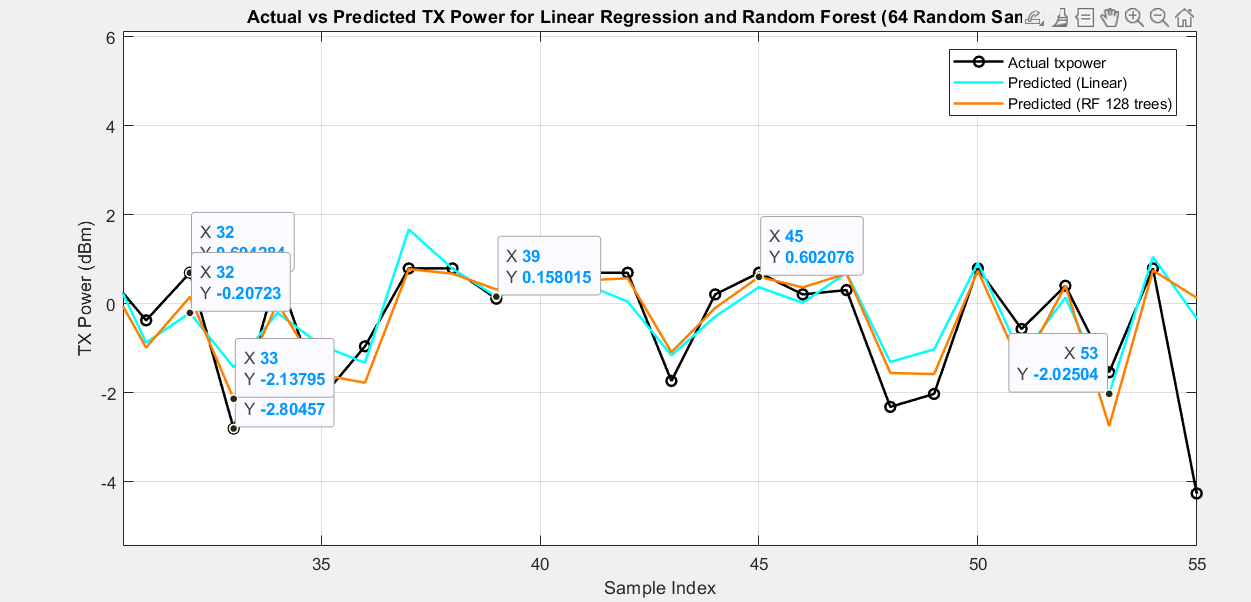 Actual vs Predicted TX Power for Linear Regression and Random Forest (64 Random
6
4
2
0
-2
-4
TX Power (dBm)
Actual txpower
Predicted (Linear)
Predicted (RF 128 trees)
X 32
Y 0.694284
X 32
Y -0.20723
X 33
Y -2.13795
Y -2.80457
X 39
Y 0.158015
X 45
Y 0.602076
X 53
Y -2.02504
35
40
45
50
55
Sample Index